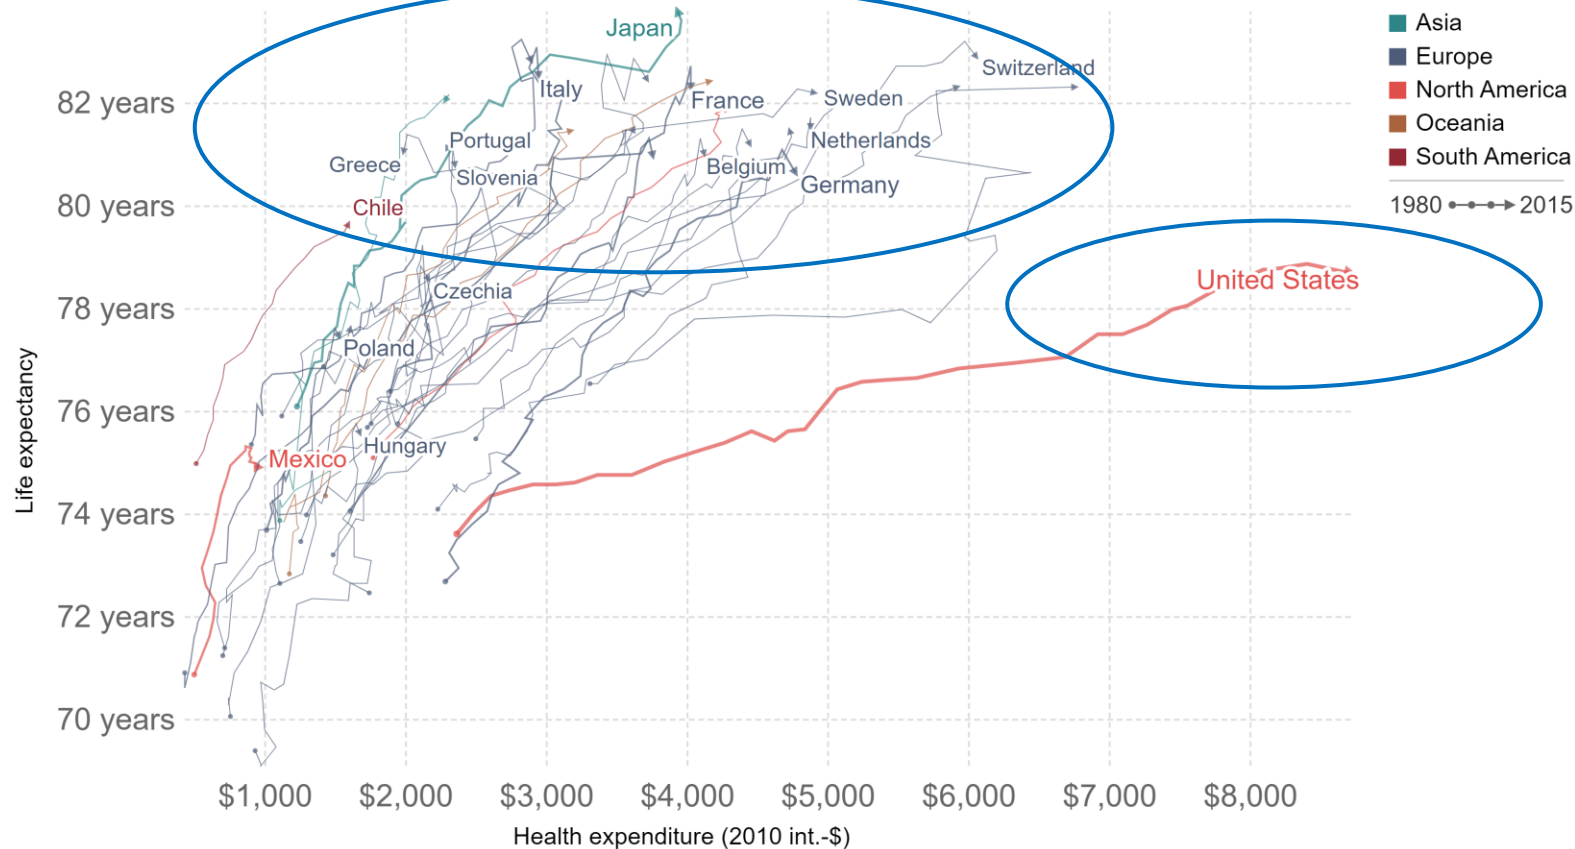 Asia
Europe
North America
Oceania
South America
1980 2015
Japan
Switzerland
Italy
France
Sweden
82 years
Portugal
Netherlands
Greece
Belgium
Slovenia
Germany
80 years
Chile
United States
Czechia
78 years
Poland
76 years
Hungary
Mexico
Life expectancy
74 years
72 years
70 years
$1,000 $2,000 $3,000 $4,000 $5,000 $6,000 $7,000 $8,000
Health expenditure (2010 int.-$)